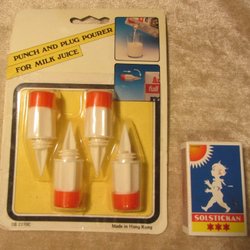 PUNCH AND PLUG POURER
FOR MILK JUICE
Made in Hong Kong
SOLSTICKAN